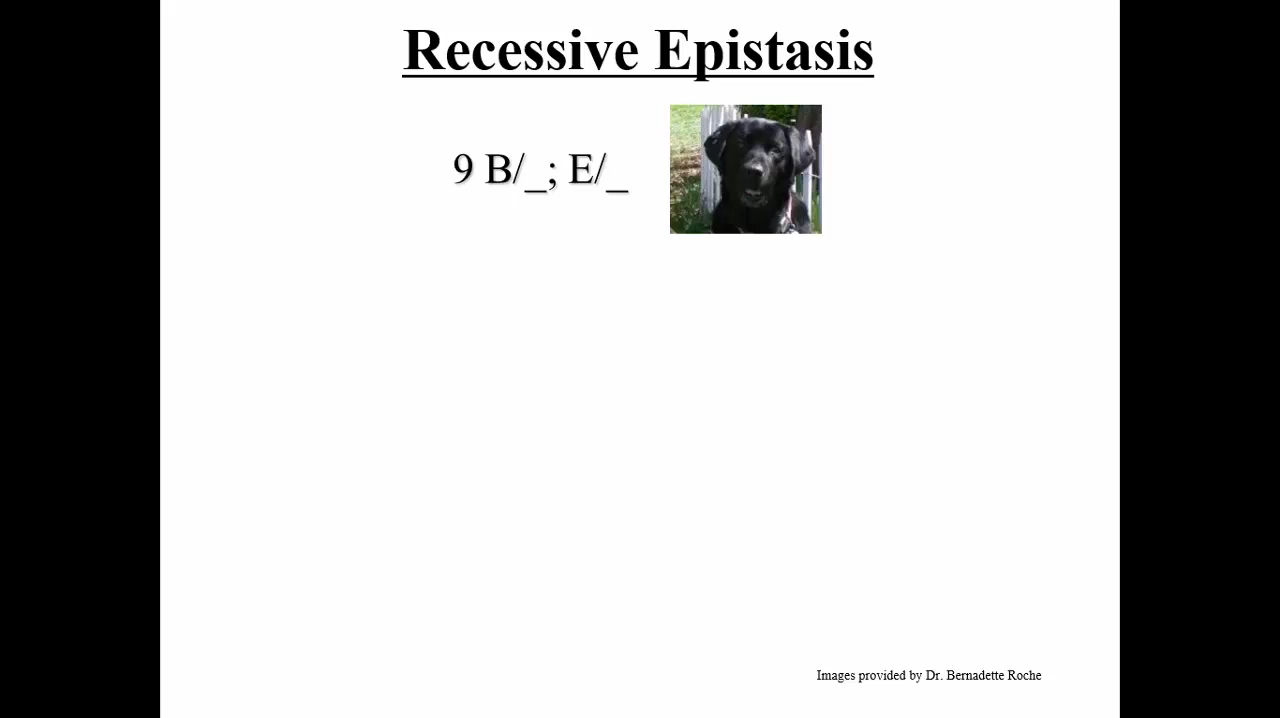 Recessive Epistasis
9 B/_; E/_
Images provided by Dr. Bernadette Roche